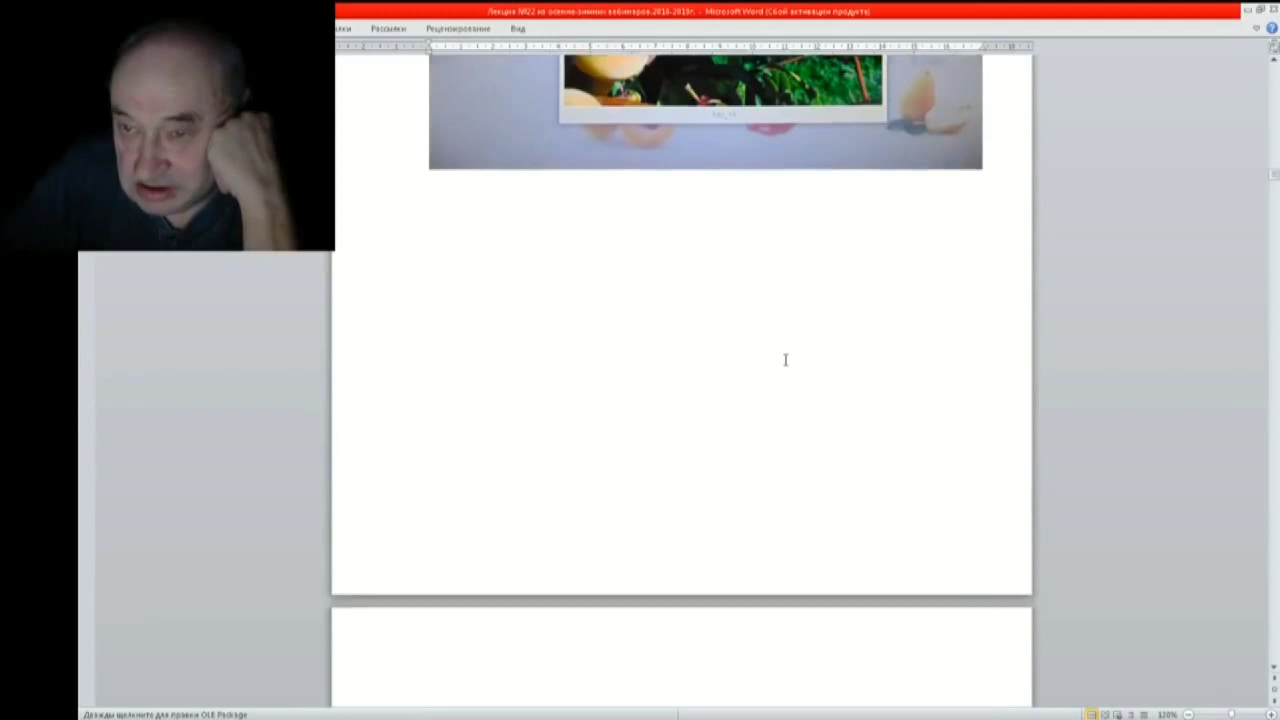 Лекция №22 из осенне-зимних вебинаров.2018-2019г. - Microsoft Word (Сбой активации продукта)
Рассылки Рецензирование Вид
Дважды щелкните для правки OLE Package
120%